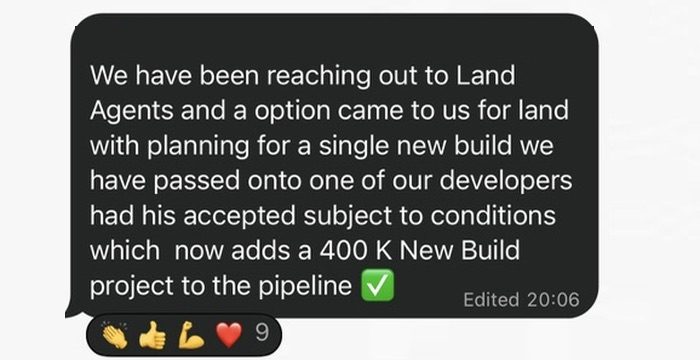 We have been reaching out to Land
Agents and a option came to us for land
with planning for a single new build we
have passed onto one of our developers
had his accepted subject to conditions
which  now adds a 400 K New Build
project to the pipeline ✅
Edited 20:06
👏 👍 💪 ❤️ 9